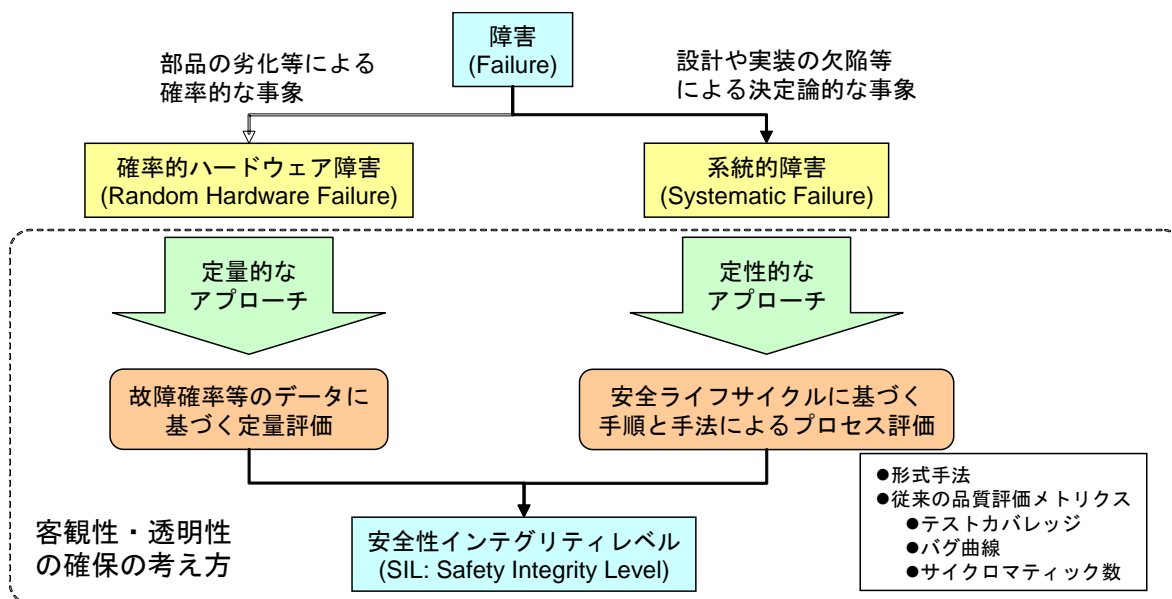 障害
(Failure)
部品の劣化等による
確率的な事象
設計や実装の欠陥等
による決定論的な事象
確率的ハードウェア障害
(Random Hardware Failure)
系統的障害
(Systematic Failure)
定量的な
アプローチ
定性的な
アプローチ
故障確率等のデータに
基づく定量評価
安全ライフサイクルに基づく
手順と手法によるプロセス評価
●形式手法
●従来の品質評価メトリクス
●テストカバレッジ
●バグ曲線
●サイクロマティック数
客観性・透明性
の確保の考え方
安全性インテグリティレベル
(SIL: Safety Integrity Level)